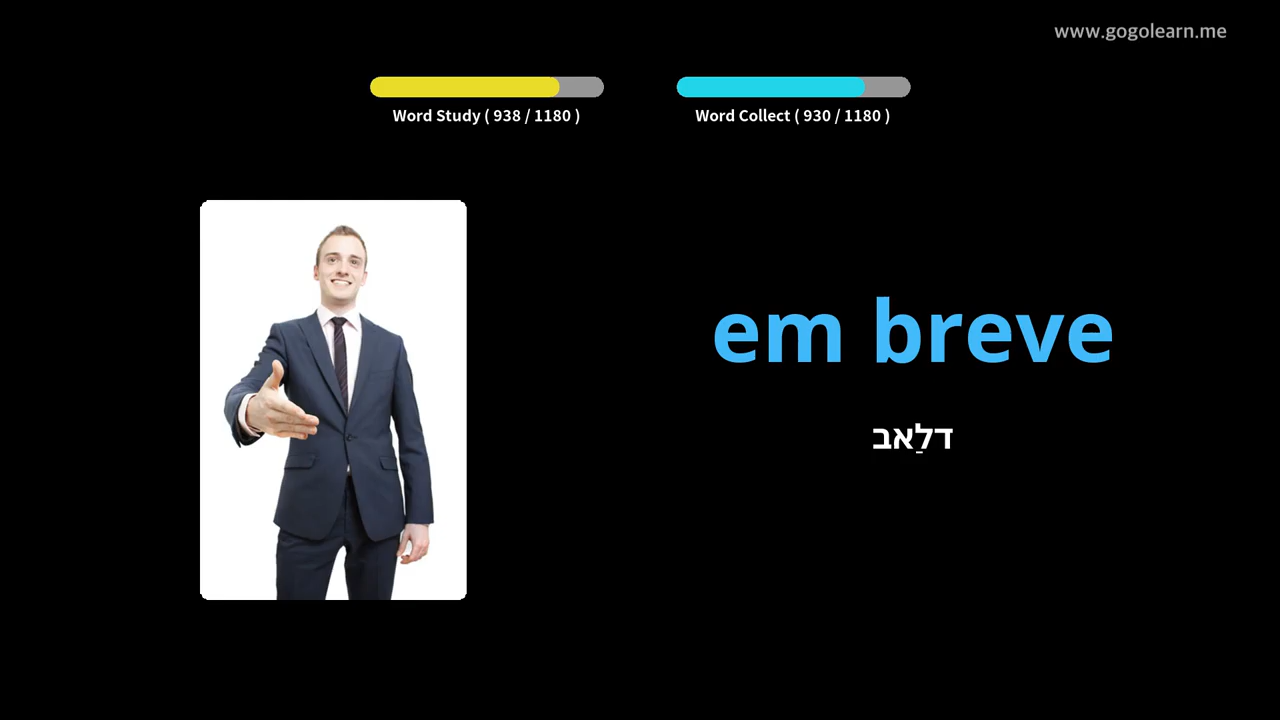 www.gogolearn.me
Word Study ( 938 / 1180 )
Word Collect ( 930 / 1180 )
em breve
דלַאב